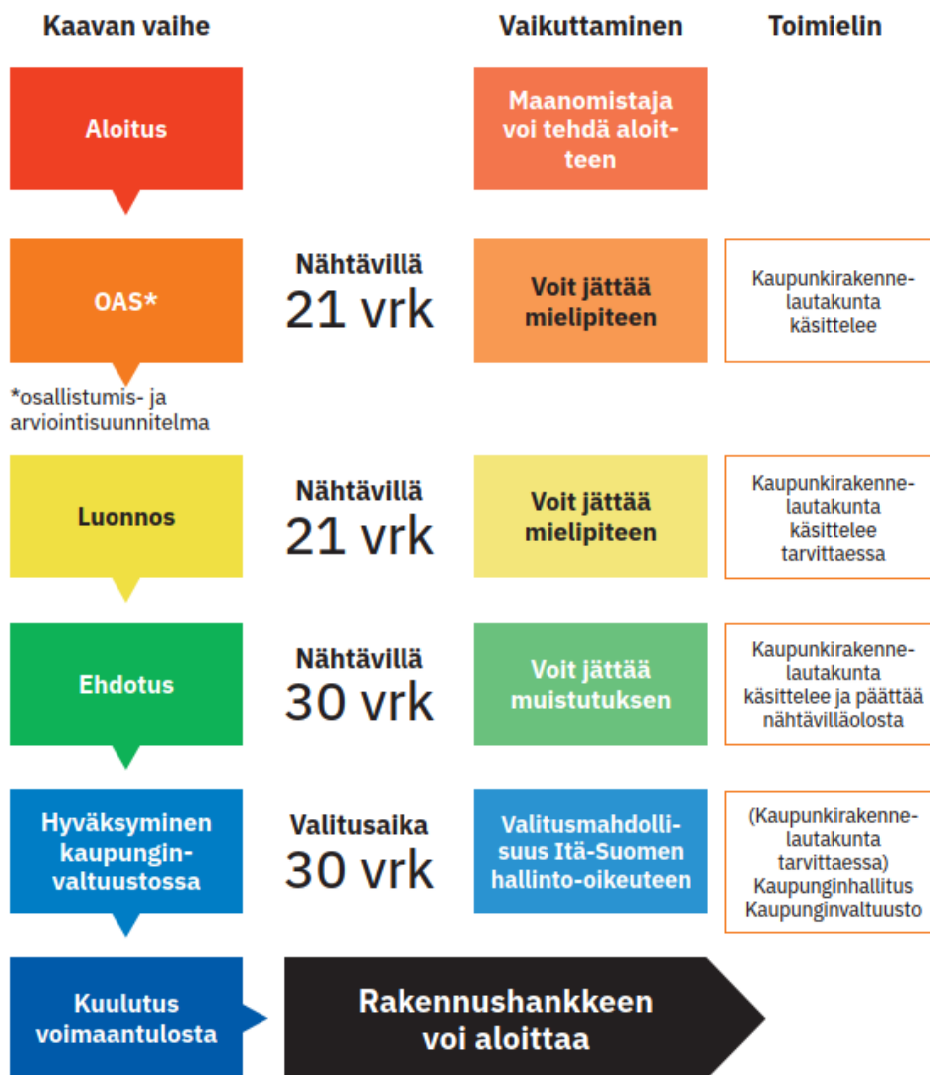 Kaavan vaihe
Vaikuttaminen
Toimielin
Aloitus
Maanomistaja
voi tehdä aloit-
teen
OAS*
Nähtävillä
21 vrk
Voit jättää
mielipiteen
Kaupunkirakenne-
lautakunta
käsittelee
*osallistumis- ja
arviointisuunnitelma
Luonnos
Nähtävillä
21 vrk
Voit jättää
mielipiteen
Kaupunkirakenne-
lautakunta
käsittelee
tarvittaessa
Ehdotus
Nähtävillä
30 vrk
Voit jättää
muistutuksen
Kaupunkirakenne-
lautakunta
käsittelee ja päättää
nähtävilläolosta
Hyväksyminen
kaupungin-
valtuustossa
Valitusaika
30 vrk
Valitusmahdolli-
suus Itä-Suomen
hallinto-oikeuteen
(Kaupunkirakenne-
lautakunta
tarvittaessa)
Kaupunginhallitus
Kaupunginvaltuusto
Kuulutus
voimaantulosta
Rakennushankkeen
voi aloittaa